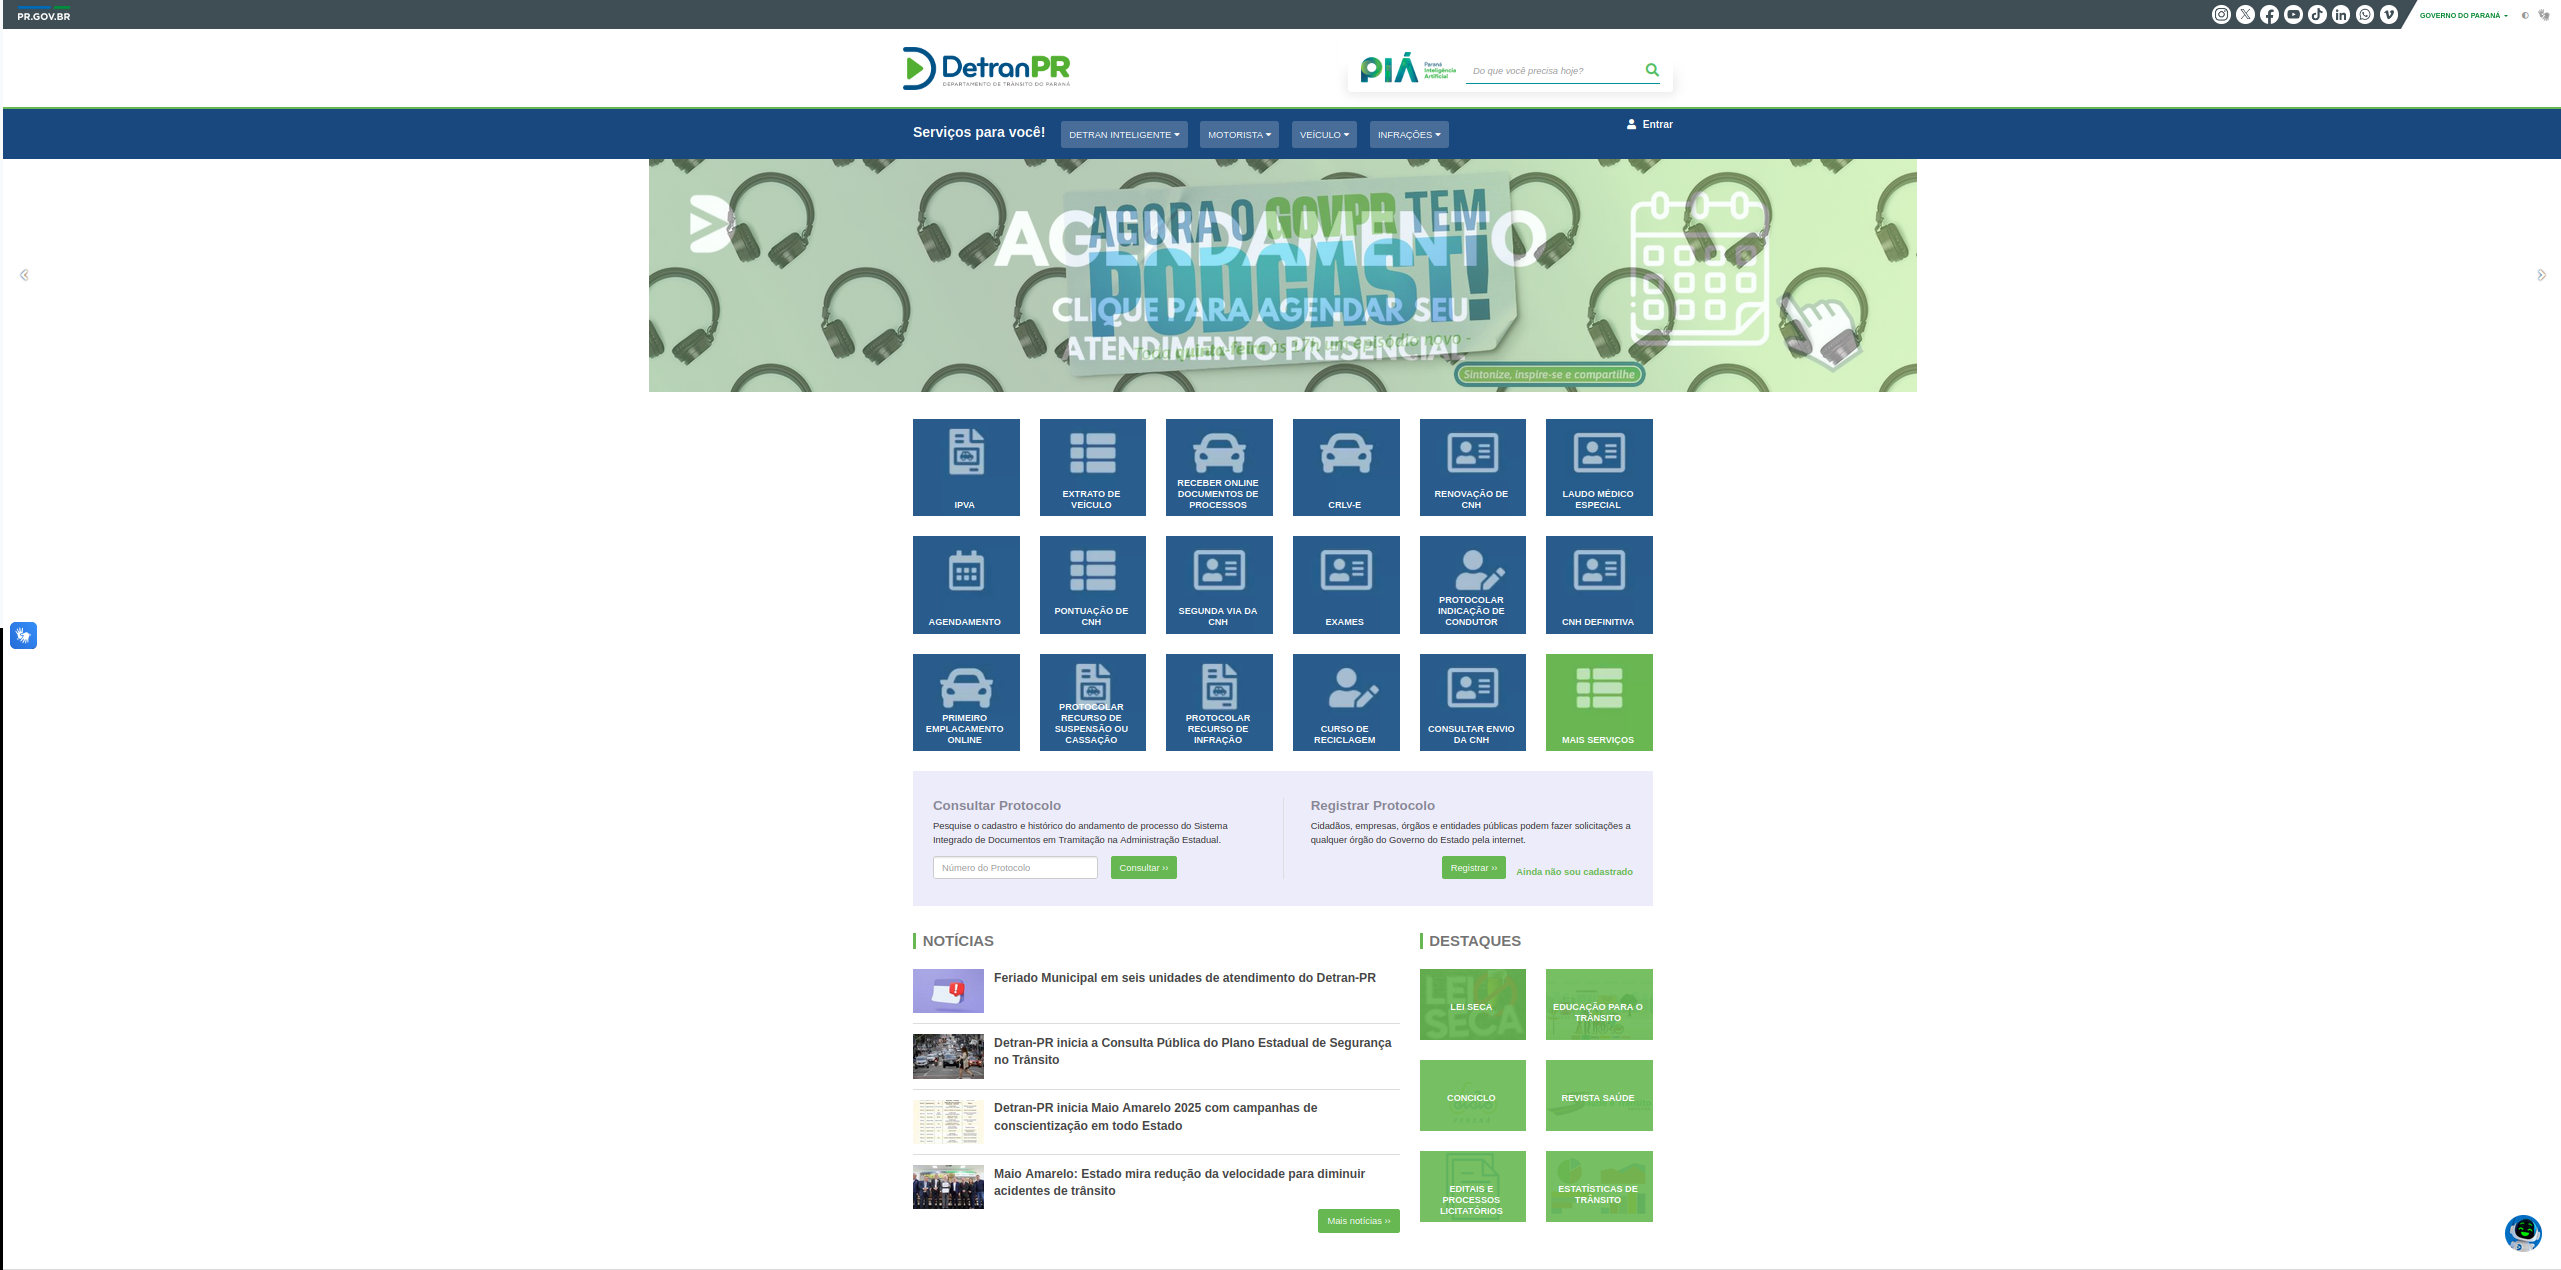 PR.GOV.BR
GOVERNO DO PARANÁ
DetranPR
DEPARTAMENTO DE TRÂNSITO DO PARANÁ
PIÁ
Paraná
Inteligência
Artificial
Do que você precisa hoje?
Serviços para você!
DETRAN INTELIGENTE
MOTORISTA
VEÍCULO
INFRAÇÕES
Entrar
AGORA O GOVPR TEM
PODCAST!
Toda quinta-feira às 17h um episódio novo -
Sintonize, inspire-se e compartilhe
AGENDAMENTO
CLIQUE PARA AGENDAR SEU
ATENDIMENTO PRESENCIAL
IPVA
EXTRATO DE
VEÍCULO
RECEBER ONLINE
DOCUMENTOS DE
PROCESSOS
CRLV-E
RENOVAÇÃO DE
CNH
LAUDO MÉDICO
ESPECIAL
AGENDAMENTO
PONTUAÇÃO DE
CNH
SEGUNDA VIA DA
CNH
EXAMES
PROTOCOLAR
INDICAÇÃO DE
CONDUTOR
CNH DEFINITIVA
PRIMEIRO
EMPLACAMENTO
ONLINE
PROTOCOLAR
RECURSO DE
SUSPENSÃO OU
CASSAÇÃO
PROTOCOLAR
RECURSO DE
INFRAÇÃO
CURSO DE
RECICLAGEM
CONSULTAR ENVIO
DA CNH
MAIS SERVIÇOS
Consultar Protocolo
Pesquise o cadastro e histórico do andamento de processo do Sistema
Integrado de Documentos em Tramitação na Administração Estadual.
Número do Protocolo
Consultar ››
Registrar Protocolo
Cidadãos, empresas, órgãos e entidades públicas podem fazer solicitações a
qualquer órgão do Governo do Estado pela internet.
Registrar ››
Ainda não sou cadastrado
NOTÍCIAS
Feriado Municipal em seis unidades de atendimento do Detran-PR
Detran-PR inicia a Consulta Pública do Plano Estadual de Segurança
no Trânsito
Detran-PR inicia Maio Amarelo 2025 com campanhas de
conscientização em todo Estado
Maio Amarelo: Estado mira redução da velocidade para diminuir
acidentes de trânsito
Mais notícias ››
DESTAQUES
LEI
SECA
LEI SECA
EDUCAÇÃO PARA O
TRÂNSITO
CONCICLO
REVISTA SAÚDE
EDITAIS E
PROCESSOS
LICITATÓRIOS
ESTATÍSTICAS DE
TRÂNSITO